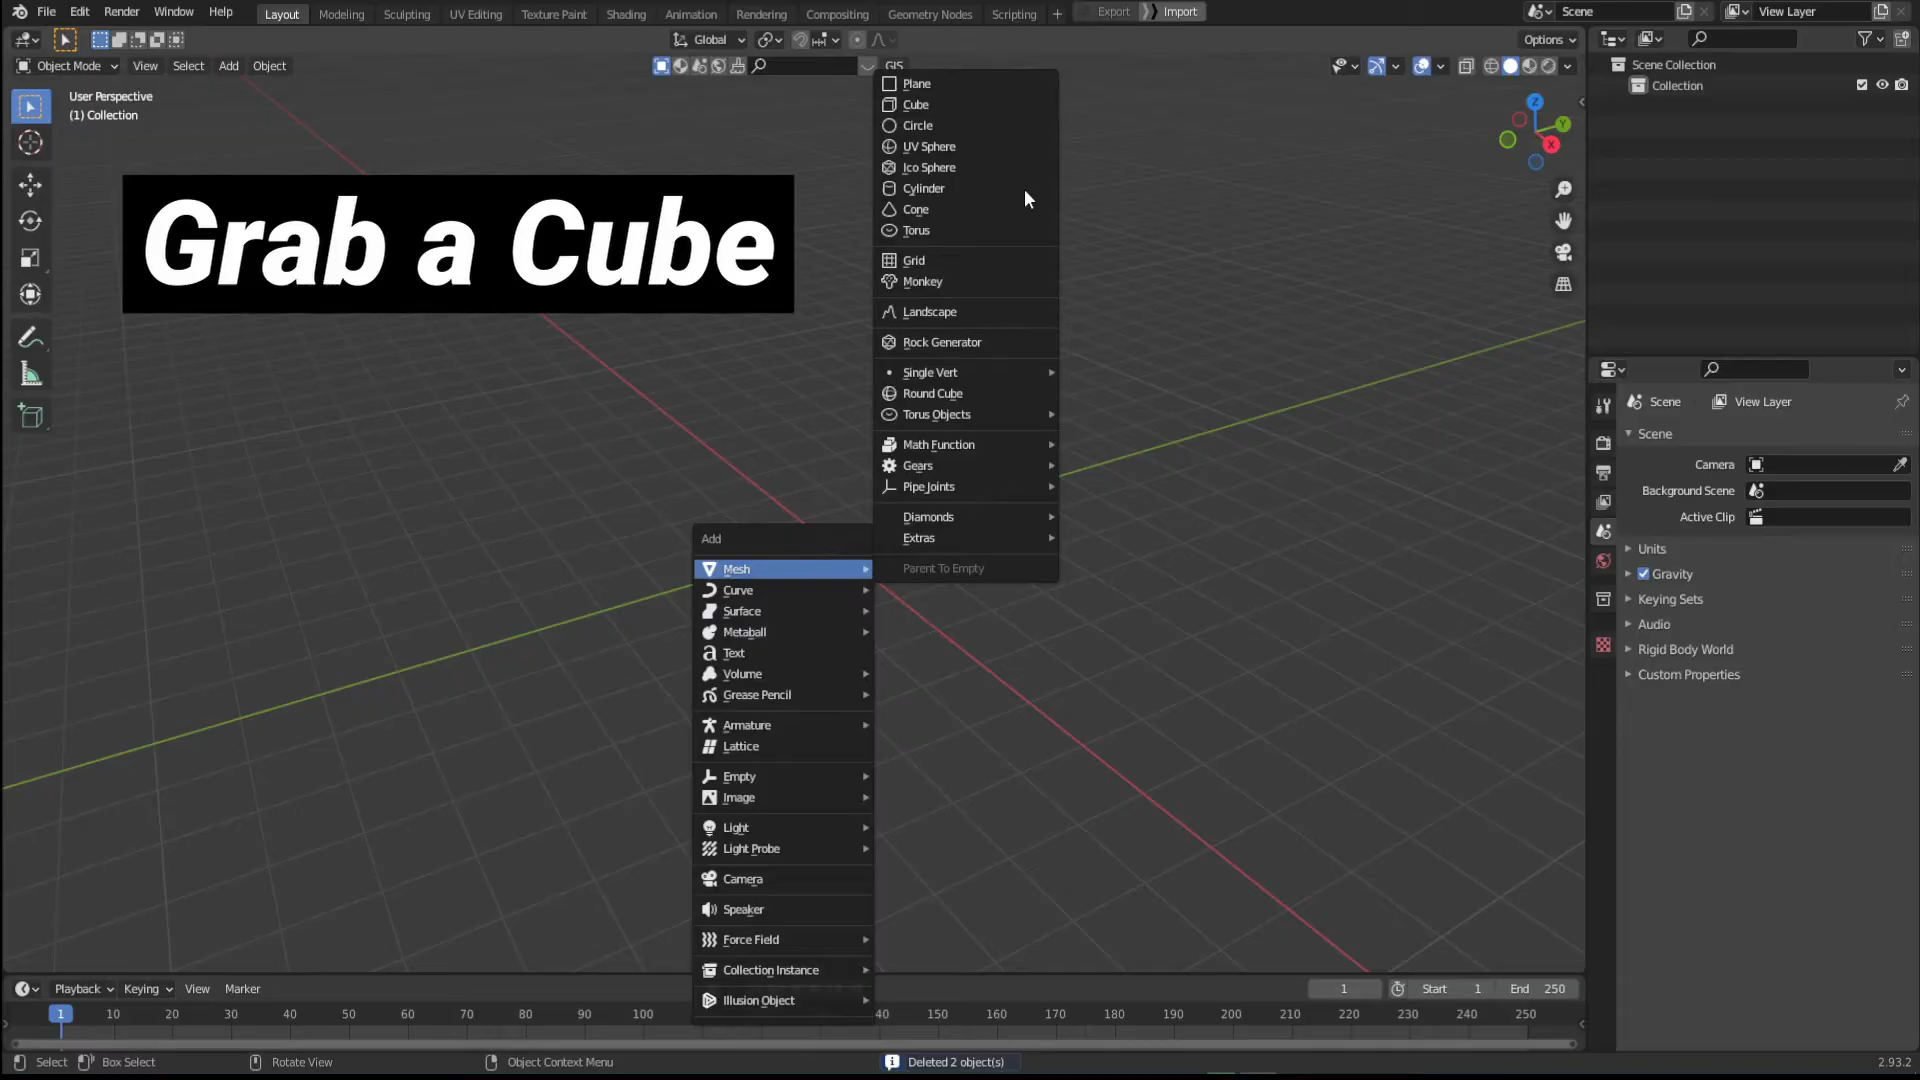 File Edit Render Window Help Layout Modeling Sculpting UV Editing Texture Paint Shading Animation Rendering Compositing Geometry Nodes Scripting + Export Import Scene View Layer
Global Options
Object Mode View Select Add Object GIS
User Perspective
(1) Collection
Grab a Cube
Plane
Cube
Circle
UV Sphere
Ico Sphere
Cylinder
Cone
Torus
Grid
Monkey
Landscape
Rock Generator
Single Vert
Round Cube
Torus Objects
Math Function
Gears
Pipe Joints
Diamonds
Extras
Parent To Empty
Add
Mesh
Curve
Surface
Metaball
Text
Volume
Grease Pencil
Armature
Lattice
Empty
Image
Light
Light Probe
Camera
Speaker
Force Field
Collection Instance
Illusion Object
Z
Y
X
Scene Collection
Collection
Scene View Layer
Scene
Camera
Background Scene
Active Clip
Units
Gravity
Keying Sets
Audio
Rigid Body World
Custom Properties
Playback Keying View Marker 1 Start 1 End 250
1 10 20 30 40 50 60 70 80 90 100 40 150 160 170 180 190 200 210 220 230 240 250
Select Box Select Rotate View Object Context Menu Deleted 2 object(s) 2.93.2